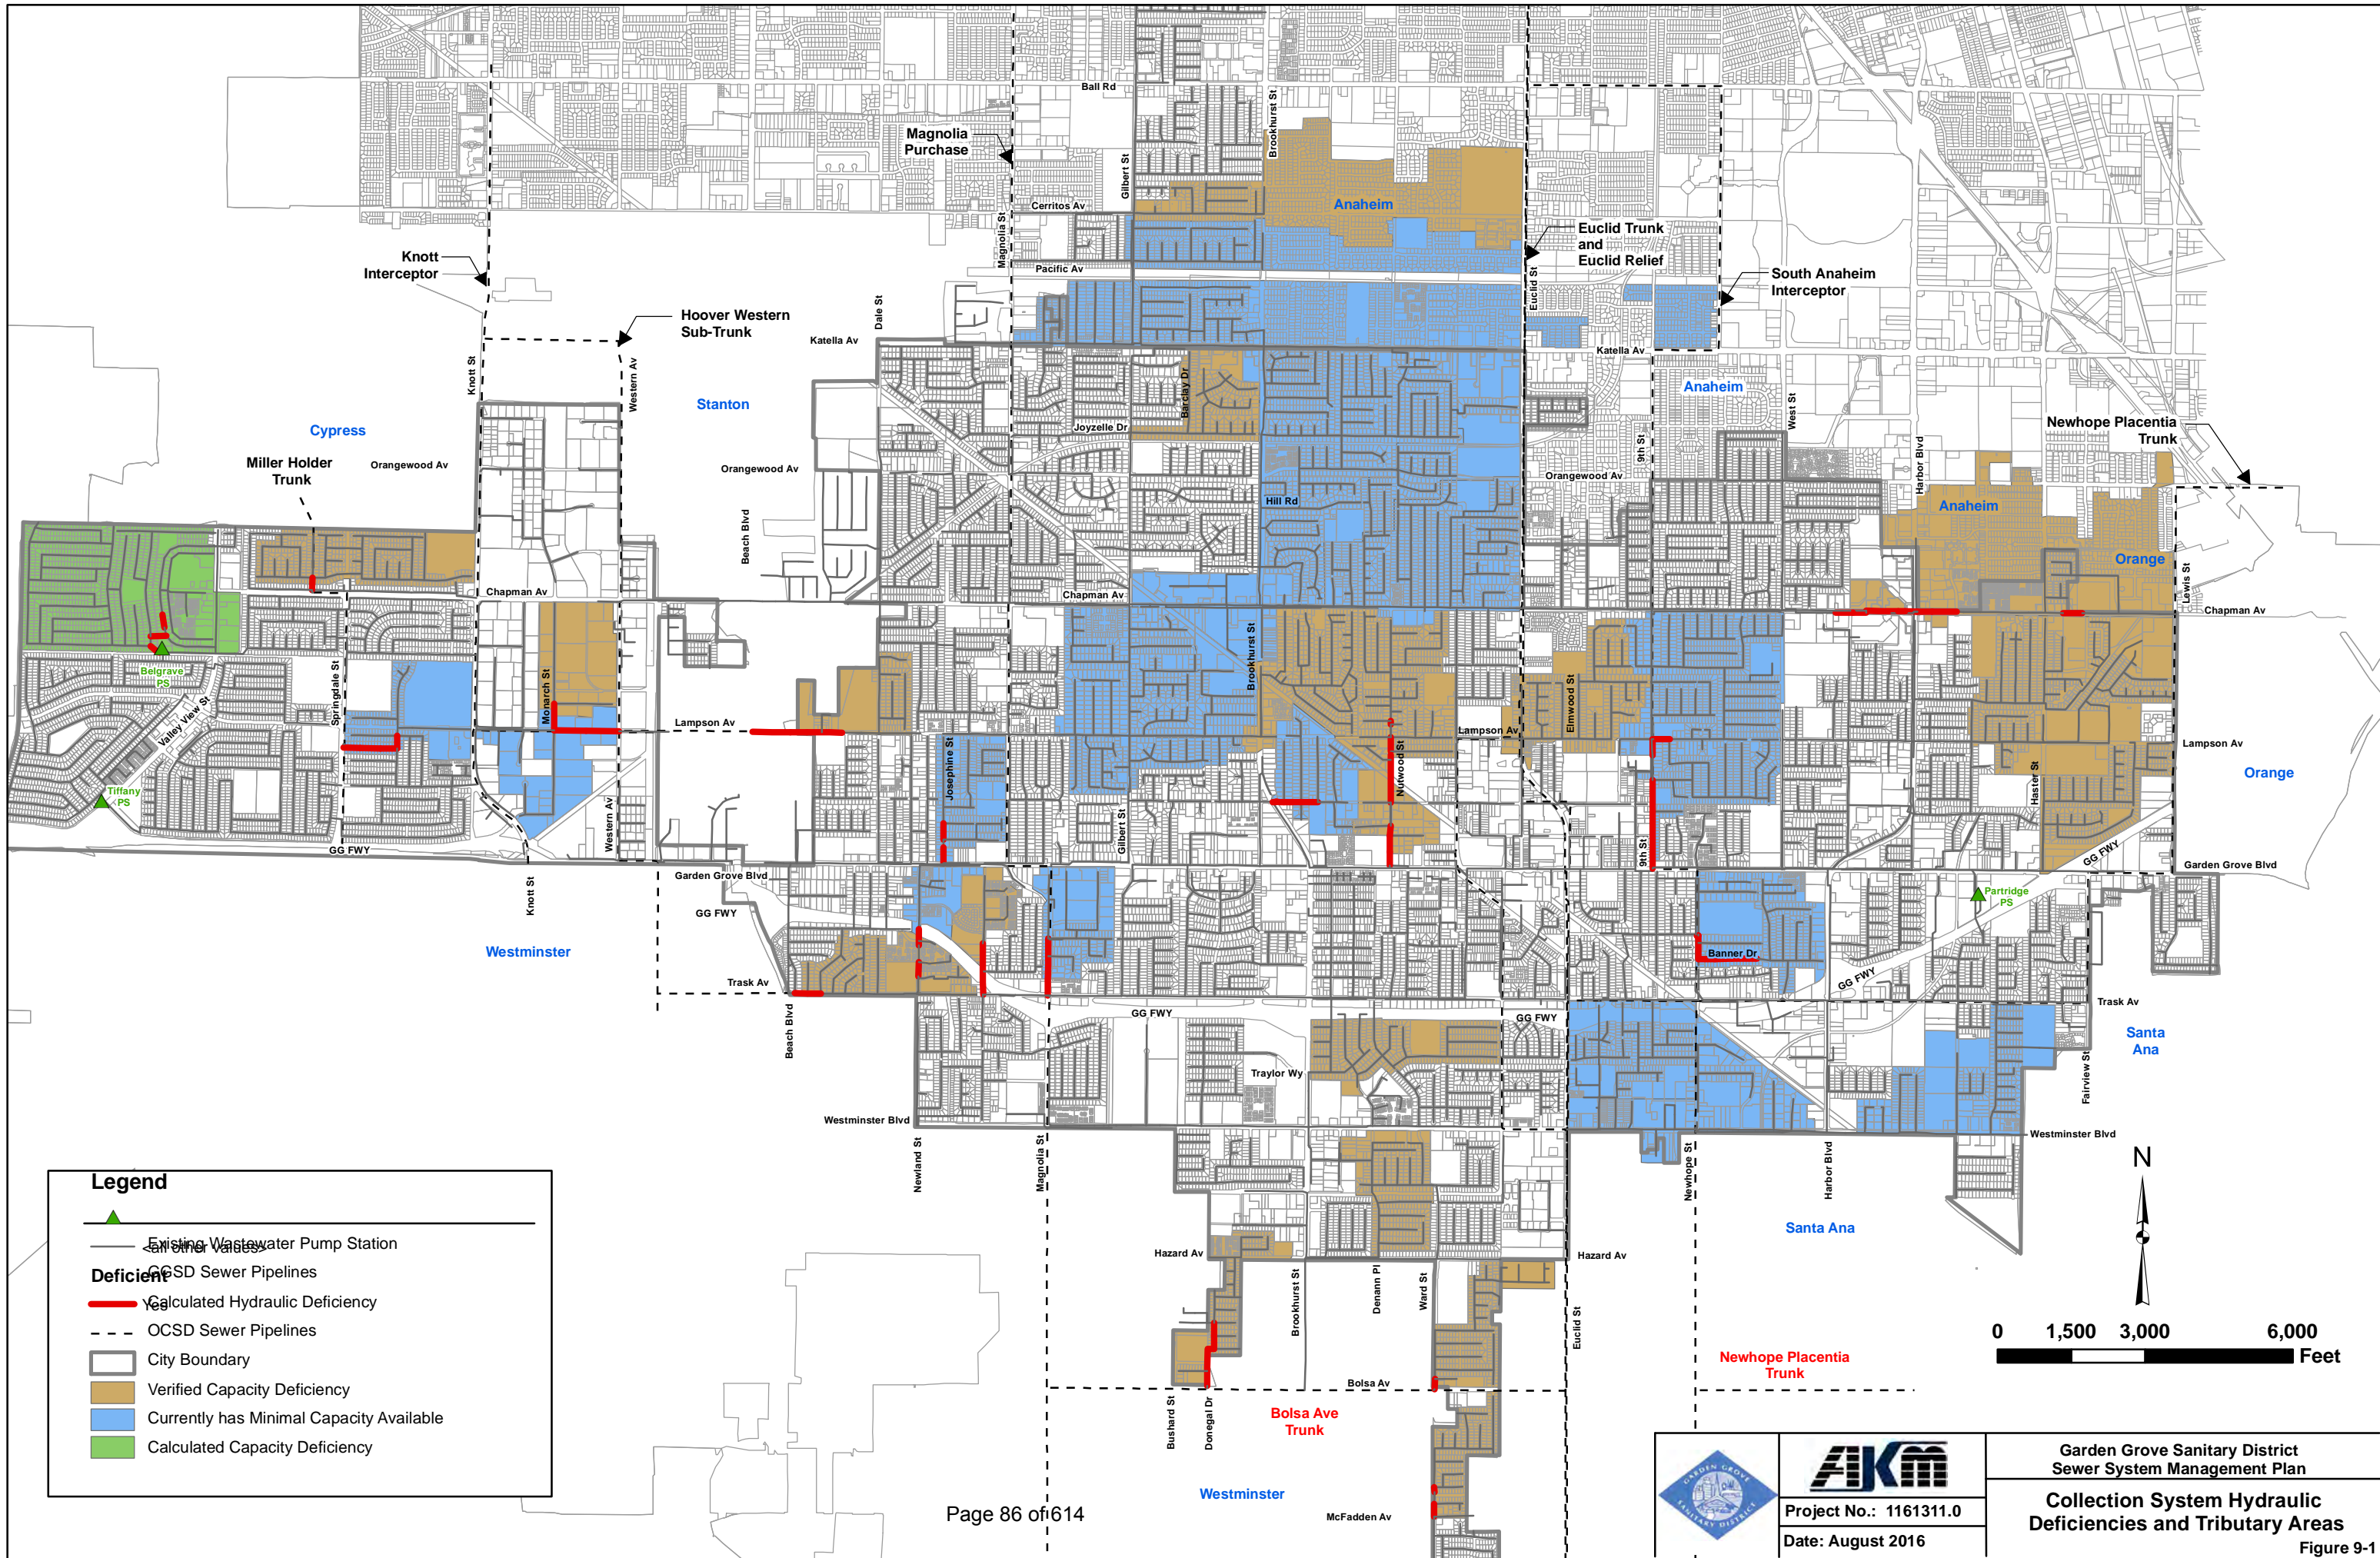 Ball Rd
Brookhurst St
Magnolia
Purchase
Gilbert St
Cerritos Av
Anaheim
Magnolia St
Pacific Av
Knott
Interceptor
Euclid Trunk
and
Euclid Relief
Euclid St
South Anaheim
Interceptor
Hoover Western
Sub-Trunk
Dale St
Katella Av
Katella Av
Knott St
Western Av
Stanton
Barclay Dr
Joyzelle Dr
Anaheim
9th St
West St
Harbor Blvd
Newhope Placentia
Trunk
Cypress
Miller Holder
Trunk
Orangewood Av
Orangewood Av
Orangewood Av
Beach Blvd
Hill Rd
Anaheim
Orange
Lewis St
Chapman Av
Chapman Av
Chapman Av
Belgrave
PS
Springdale St
Valley View St
Monarch St
Lampson Av
Brookhurst St
Nutwood St
Lampson Av
Elmwood St
Lampson Av
Orange
Haster St
Tiffany
PS
Josephine St
Gilbert St
Western Av
9th St
GG FWY
GG FWY
Garden Grove Blvd
Garden Grove Blvd
Knott St
GG FWY
Partridge
PS
Westminster
Banner Dr
GG FWY
Trask Av
Trask Av
GG FWY
GG FWY
Beach Blvd
Santa
Ana
Traylor Wy
Fairview St
Westminster Blvd
Westminster Blvd
Newland St
Magnolia St
Newhope St
Harbor Blvd
Santa Ana
Hazard Av
Hazard Av
Brookhurst St
Denann Pl
Ward St
Euclid St
Bolsa Av
Bushard St
Donegal Dr
Bolsa Ave
Trunk
Newhope Placentia
Trunk
Westminster
McFadden Av
Legend
Existing Wastewater Pump Station
<all other values>
Deficient
GGSD Sewer Pipelines
Yes
Calculated Hydraulic Deficiency
OCSD Sewer Pipelines
City Boundary
Verified Capacity Deficiency
Currently has Minimal Capacity Available
Calculated Capacity Deficiency
N
0 1,500 3,000 6,000
Feet
Page 86 of 614
GARDEN GROVE
SANITARY DISTRICT
AKM
Project No.: 1161311.0
Date: August 2016
Garden Grove Sanitary District
Sewer System Management Plan
Collection System Hydraulic
Deficiencies and Tributary Areas
Figure 9-1